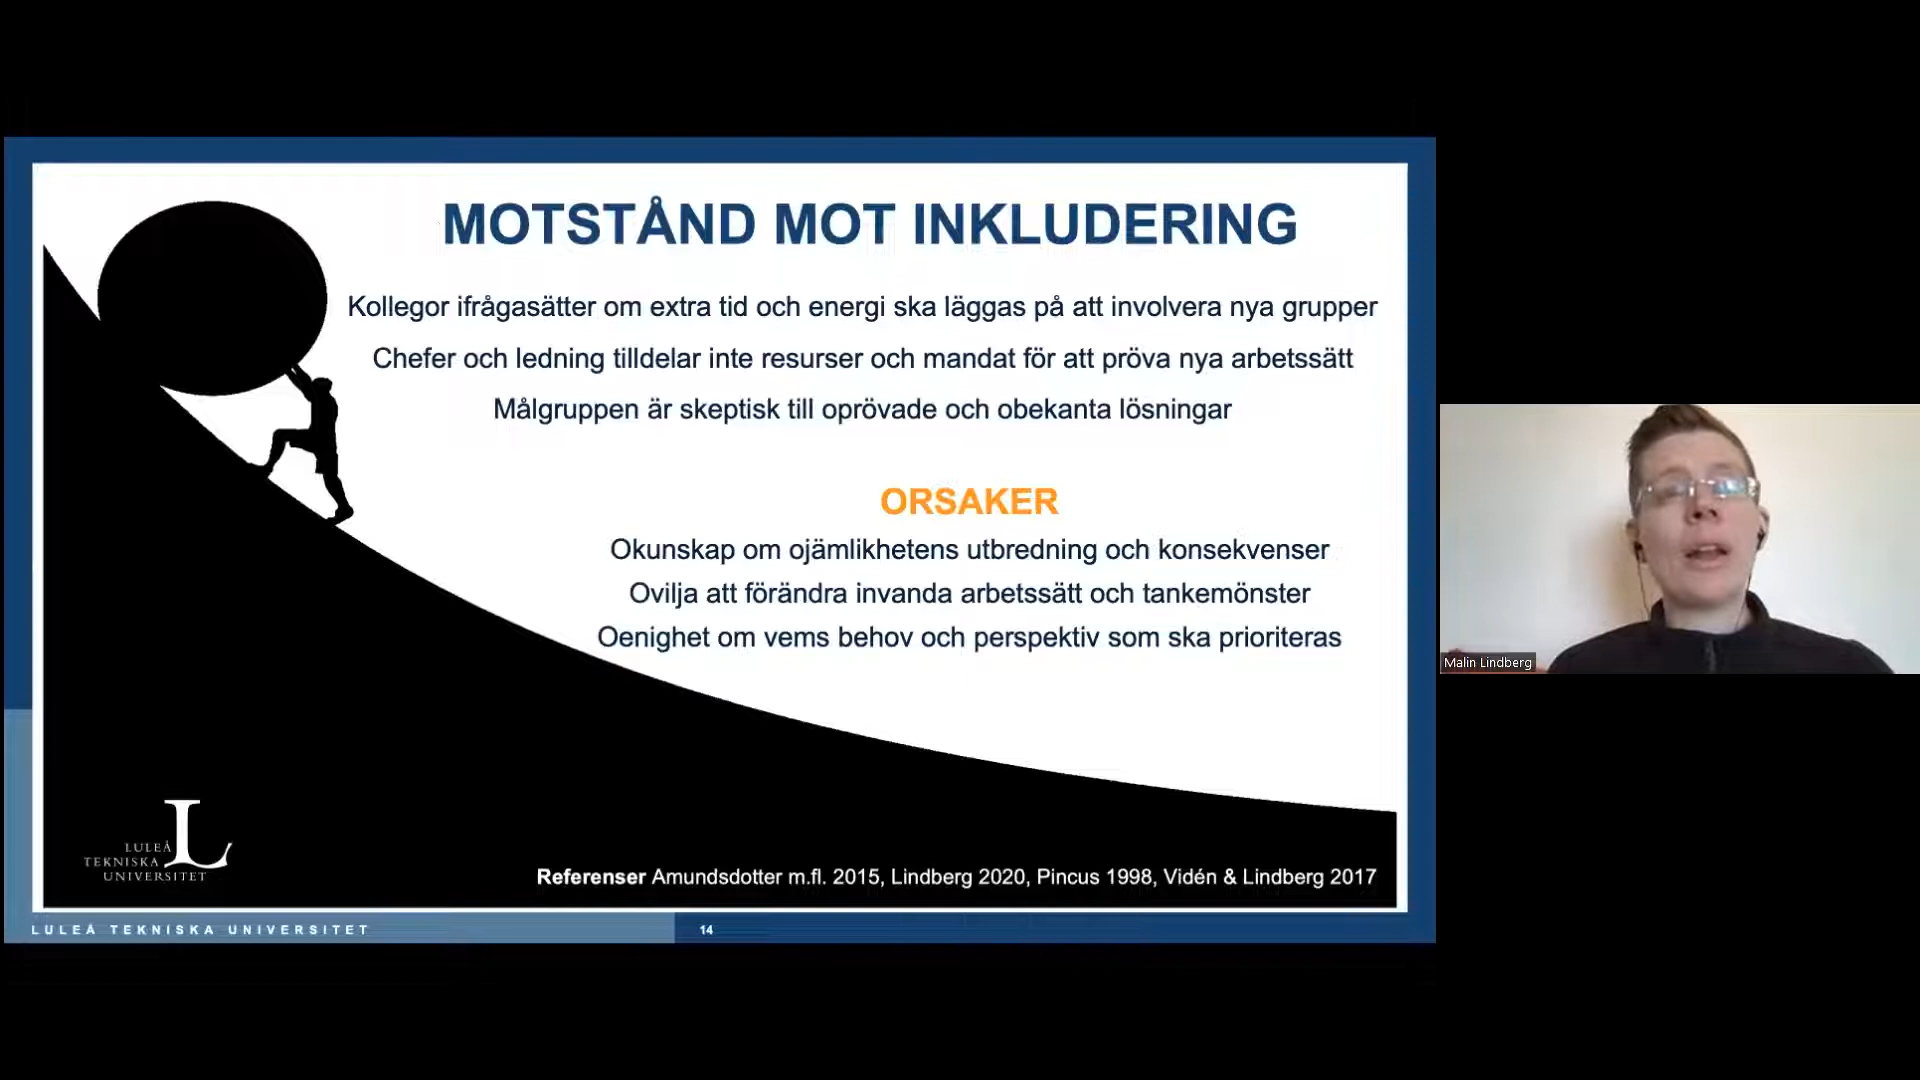 MOTSTÅND MOT INKLUDERING
Kollegor ifrågasätter om extra tid och energi ska läggas på att involvera nya grupper
Chefer och ledning tilldelar inte resurser och mandat för att pröva nya arbetssätt
Målgruppen är skeptisk till oprövade och obekanta lösningar
ORSAKER
Okunskap om ojämlikhetens utbredning och konsekvenser
Ovilja att förändra invanda arbetssätt och tankemönster
Oenighet om vems behov och perspektiv som ska prioriteras
Malin Lindberg
L
LULEÅ
TEKNISKA
UNIVERSITET
Referenser Amundsdotter m.fl. 2015, Lindberg 2020, Pincus 1998, Vidén & Lindberg 2017
LULEÅ TEKNISKA UNIVERSITET
14